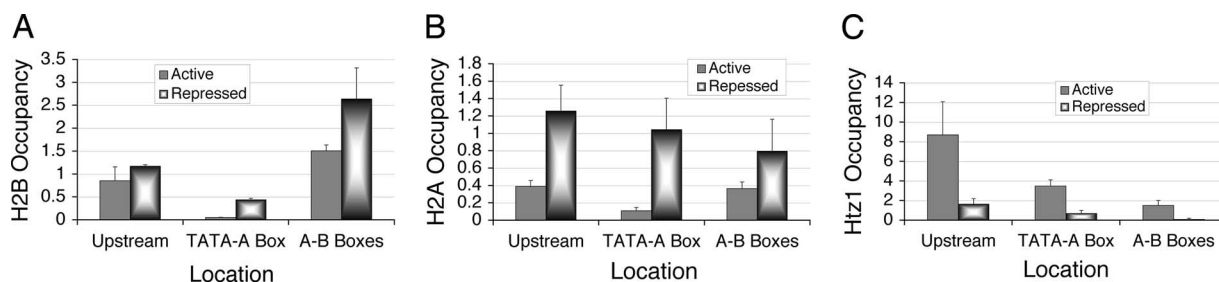 A
H2B Occupancy
3.5
3
2.5
2
1.5
1
0.5
0
Active
Repressed
Upstream
TATA-A Box
A-B Boxes
Location
B
H2A Occupancy
1.8
1.6
1.4
1.2
1
0.8
0.6
0.4
0.2
0
Active
Repessed
Upstream
TATA-A Box
A-B Boxes
Location
C
Htz1 Occupancy
14
12
10
8
6
4
2
0
Active
Repressed
Upstream
TATA-A Box
A-B Boxes
Location